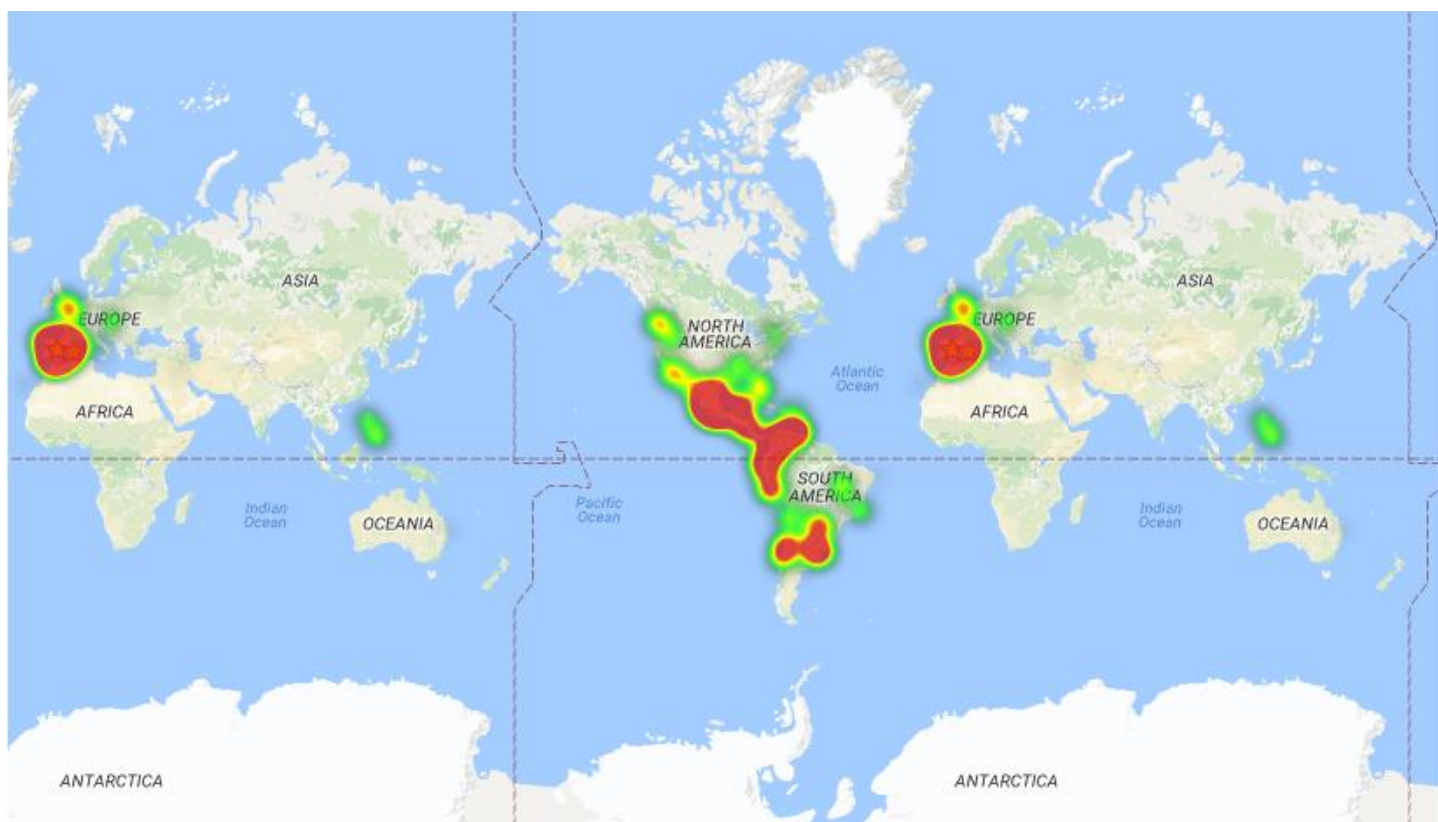 ASIA
ASIA
EUROPE
NORTH
AMERICA
EUROPE
Atlantic
Ocean
AFRICA
AFRICA
SOUTH
AMERICA
Indian
Ocean
Pacific
Ocean
Indian
Ocean
OCEANIA
OCEANIA
ANTARCTICA
ANTARCTICA